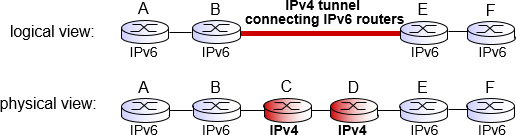 IPv4 tunnel
A B connecting IPv6 routers E F
logical view:
IPv6 IPv6 IPv6 IPv6
A B C D E F
physical view:
IPv6 IPv6 IPv4 IPv4 IPv6 IPv6